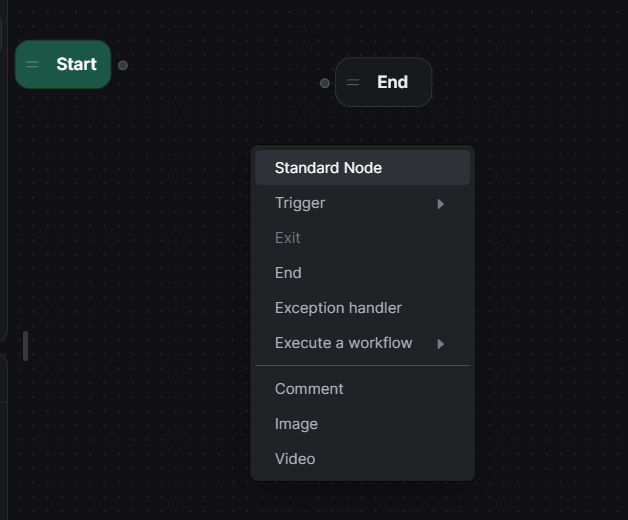 Start
End
Standard Node
Trigger
Exit
End
Exception handler
Execute a workflow
Comment
Image
Video